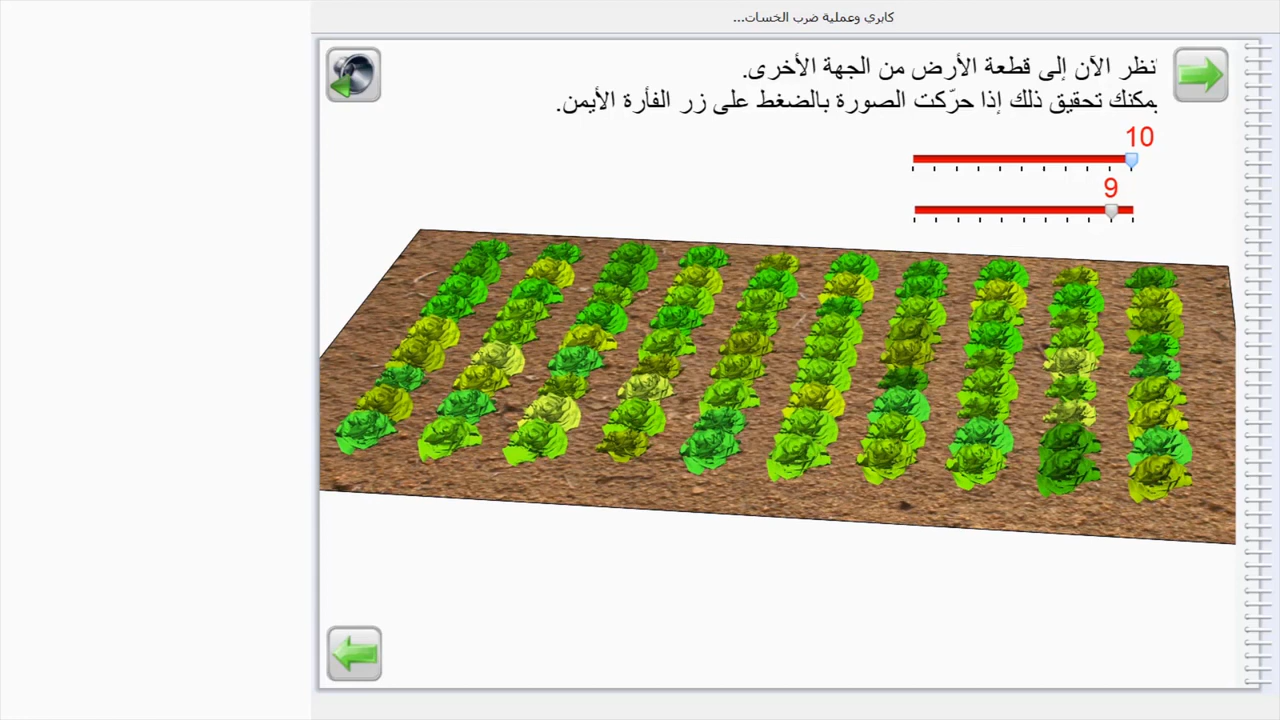 كابري وعملية ضرب الخسات...
نظر الآن إلى قطعة الأرض من الجهة الأخرى.
يمكنك تحقيق ذلك إذا حرّكت الصورة بالضغط على زر الفأرة الأيمن.
10
9